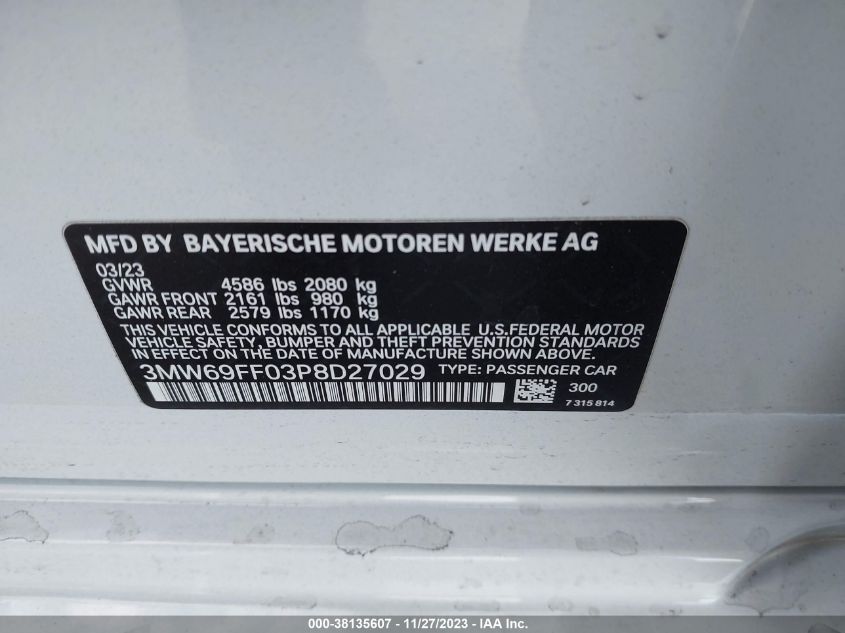 MFD BY BAYERISCHE MOTOREN WERKE AG
03/23
GVWR 4586 lbs 2080 kg
GAWR FRONT 2161 lbs 980 kg
GAWR REAR 2579 lbs 1170 kg
THIS VEHICLE CONFORMS TO ALL APPLICABLE U.S.FEDERAL MOTOR
VEHICLE SAFETY, BUMPER AND THEFT PREVENTION STANDARDS
IN EFFECT ON THE DATE OF MANUFACTURE SHOWN ABOVE.
3MW69FF03P8D27029 TYPE: PASSENGER CAR
300
7 315 814
000-38135607 - 11/27/2023 - IAA Inc.